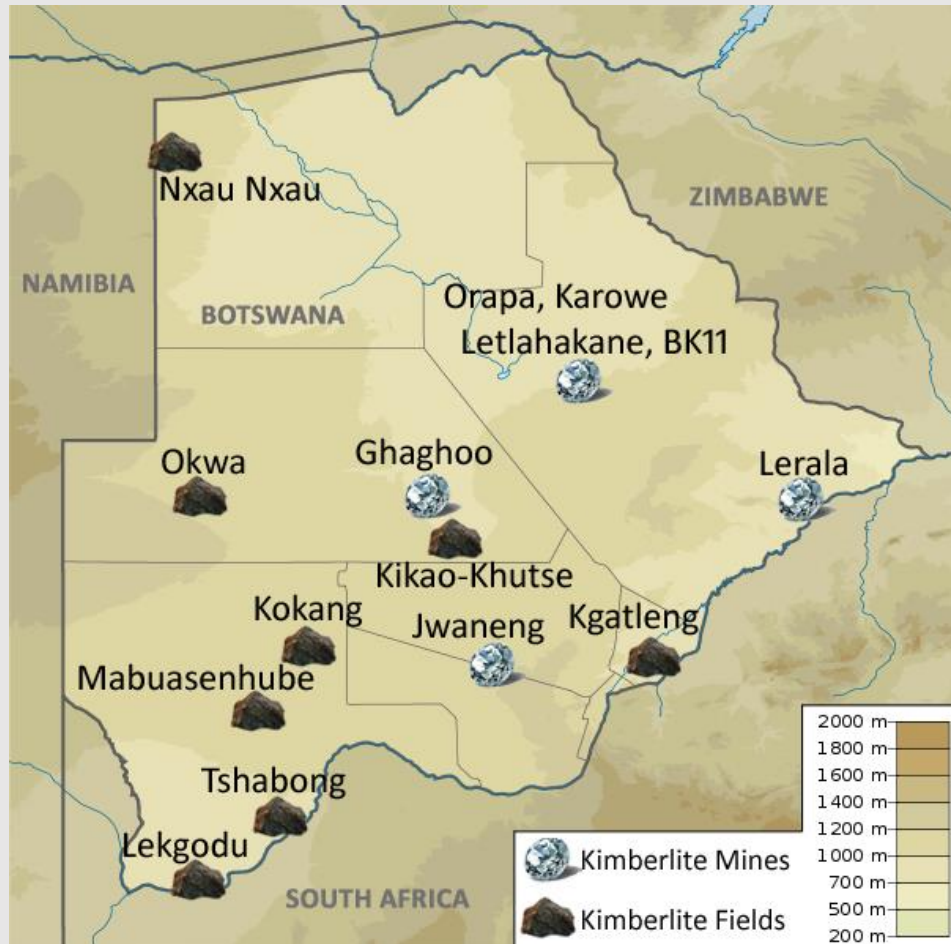 Nxau Nxau
ZIMBABWE
NAMIBIA
BOTSWANA
Orapa, Karowe
Letlahakane, BK11
Okwa
Ghaghoo
Lerala
Kikao-Khutse
Kokang
Jwaneng
Kgatleng
Mabuasenhube
Tshabong
Lekgodu
SOUTH AFRICA
Kimberlite Mines
Kimberlite Fields
2000 m
1800 m
1600 m
1400 m
1200 m
1000 m
700 m
500 m
200 m